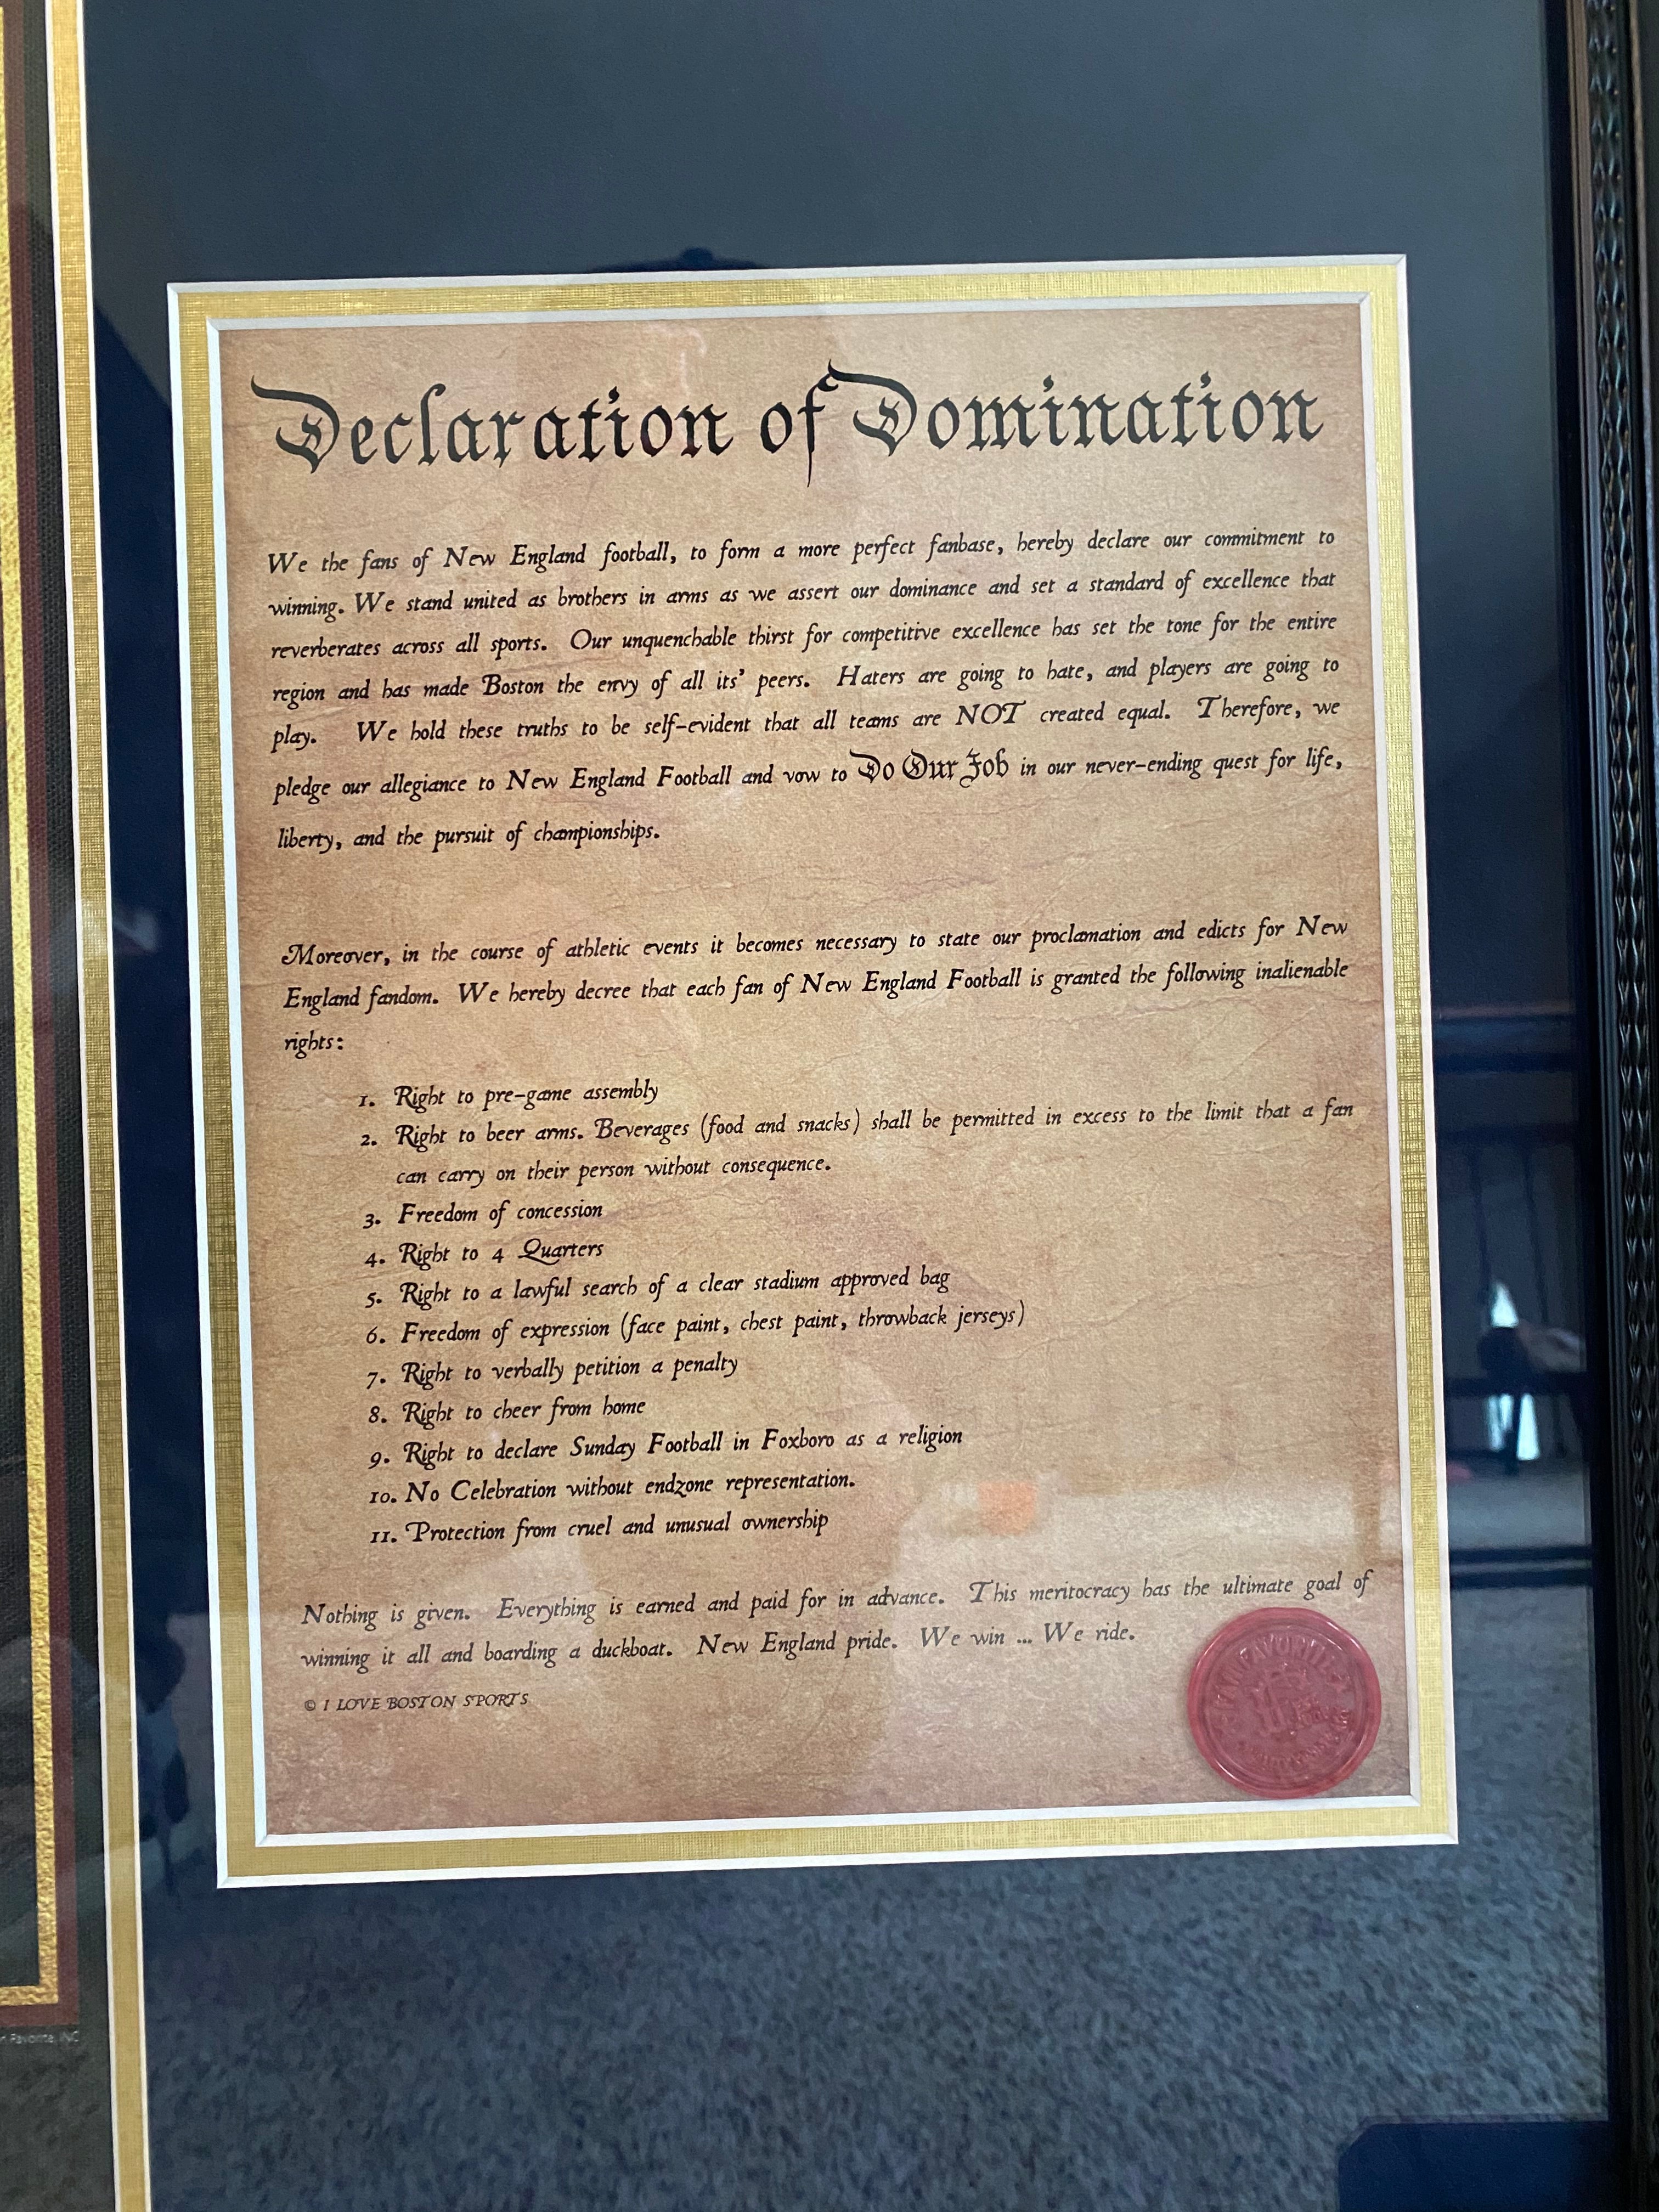 Declaration of Domination
We the fans of New England football, to form a more perfect fanbase, hereby declare our commitment to
winning. We stand united as brothers in arms as we assert our dominance and set a standard of excellence that
reverberates across all sports. Our unquenchable thirst for competitive excellence has set the tone for the entire
region and has made Boston the envy of all its' peers. Haters are going to hate, and players are going to
play. We hold these truths to be self-evident that all teams are NOT created equal. Therefore, we
pledge our allegiance to New England Football and vow to Do Our Job in our never-ending quest for life,
liberty, and the pursuit of championships.
Moreover, in the course of athletic events it becomes necessary to state our proclamation and edicts for New
England fandom. We hereby decree that each fan of New England Football is granted the following inalienable
rights:
1. Right to pre-game assembly
2. Right to beer arms. Beverages (food and snacks) shall be permitted in excess to the limit that a fan
can carry on their person without consequence.
3. Freedom of concession
4. Right to 4 Quarters
5. Right to a lawful search of a clear stadium approved bag
6. Freedom of expression (face paint, chest paint, throwback jerseys)
7. Right to verbally petition a penalty
8. Right to cheer from home
9. Right to declare Sunday Football in Foxboro as a religion
10. No Celebration without endzone representation.
11. Protection from cruel and unusual ownership
Nothing is given. Everything is earned and paid for in advance. This meritocracy has the ultimate goal of
winning it all and boarding a duckboat. New England pride. We win ... We ride.
© I LOVE BOSTON SPORTS
Favorite, INC